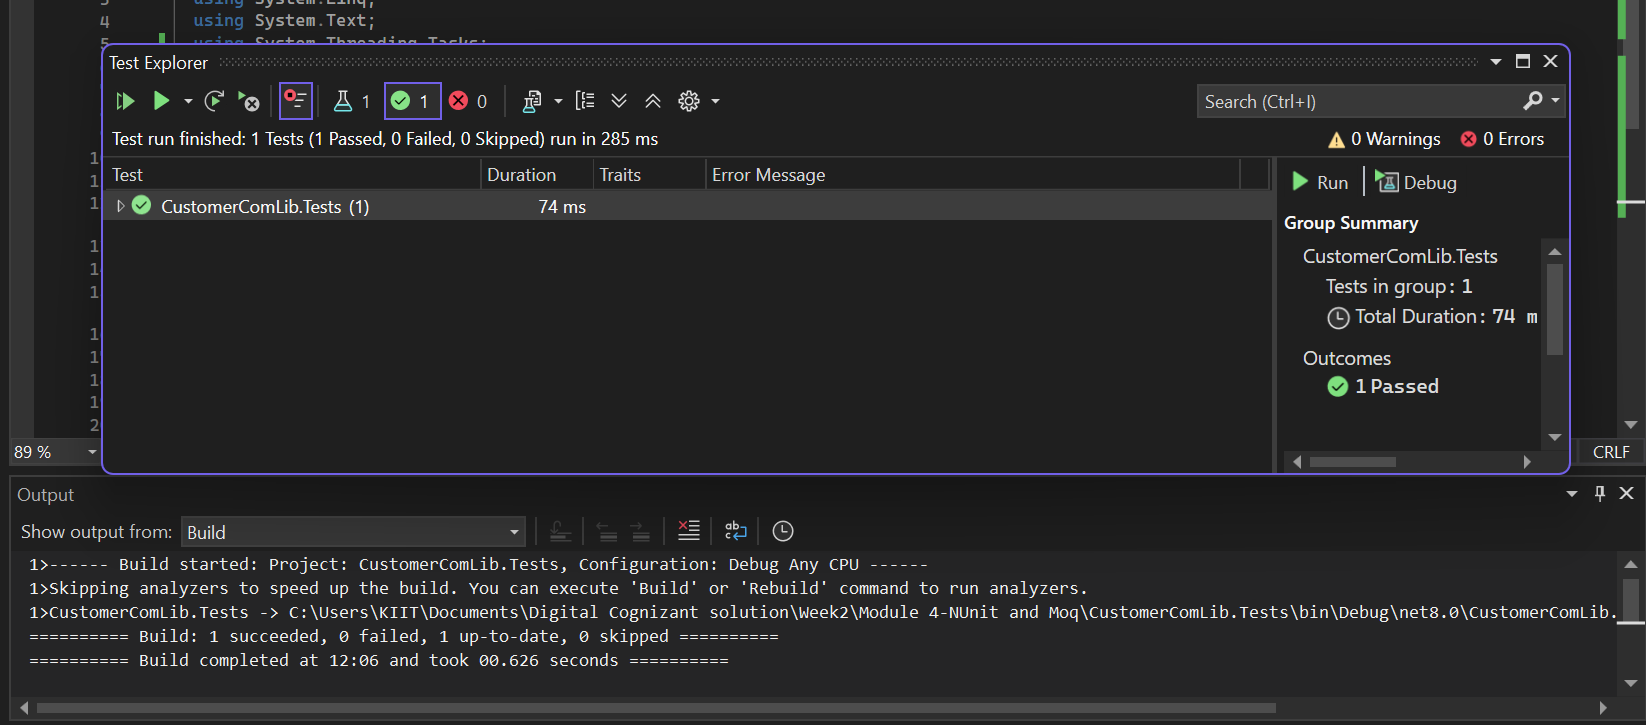 4
using System.Text;
5
Test Explorer
1
1
0
Search (Ctrl+I)
Test run finished: 1 Tests (1 Passed, 0 Failed, 0 Skipped) run in 285 ms
0 Warnings
0 Errors
Test
Duration
Traits
Error Message
CustomerComLib.Tests (1)
74 ms
Run
Debug
Group Summary
CustomerComLib.Tests
Tests in group: 1
Total Duration: 74 m
Outcomes
1 Passed
89 %
CRLF
Output
Show output from:
Build
1>------ Build started: Project: CustomerComLib.Tests, Configuration: Debug Any CPU ------
1>Skipping analyzers to speed up the build. You can execute 'Build' or 'Rebuild' command to run analyzers.
1>CustomerComLib.Tests -> C:\Users\KIIT\Documents\Digital Cognizant solution\Week2\Module 4-NUnit and Moq\CustomerComLib.Tests\bin\Debug\net8.0\CustomerComLib.
========== Build: 1 succeeded, 0 failed, 1 up-to-date, 0 skipped ==========
========== Build completed at 12:06 and took 00.626 seconds ==========